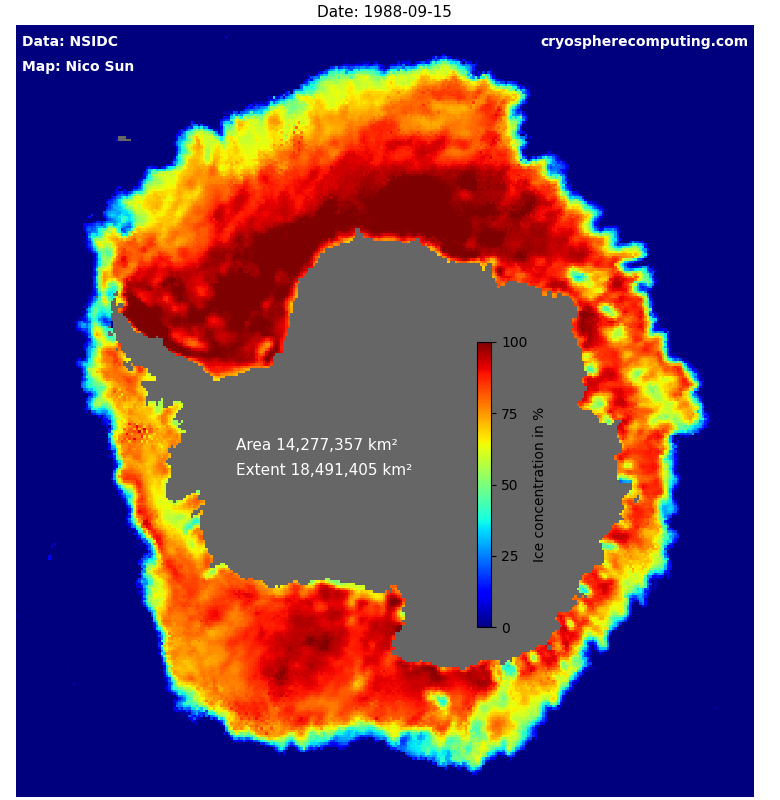 Date: 1988-09-15
Data: NSIDC
cryospherecomputing.com
Map: Nico Sun
100
75
50
25
0
Ice concentration in %
Area 14,277,357 km²
Extent 18,491,405 km²